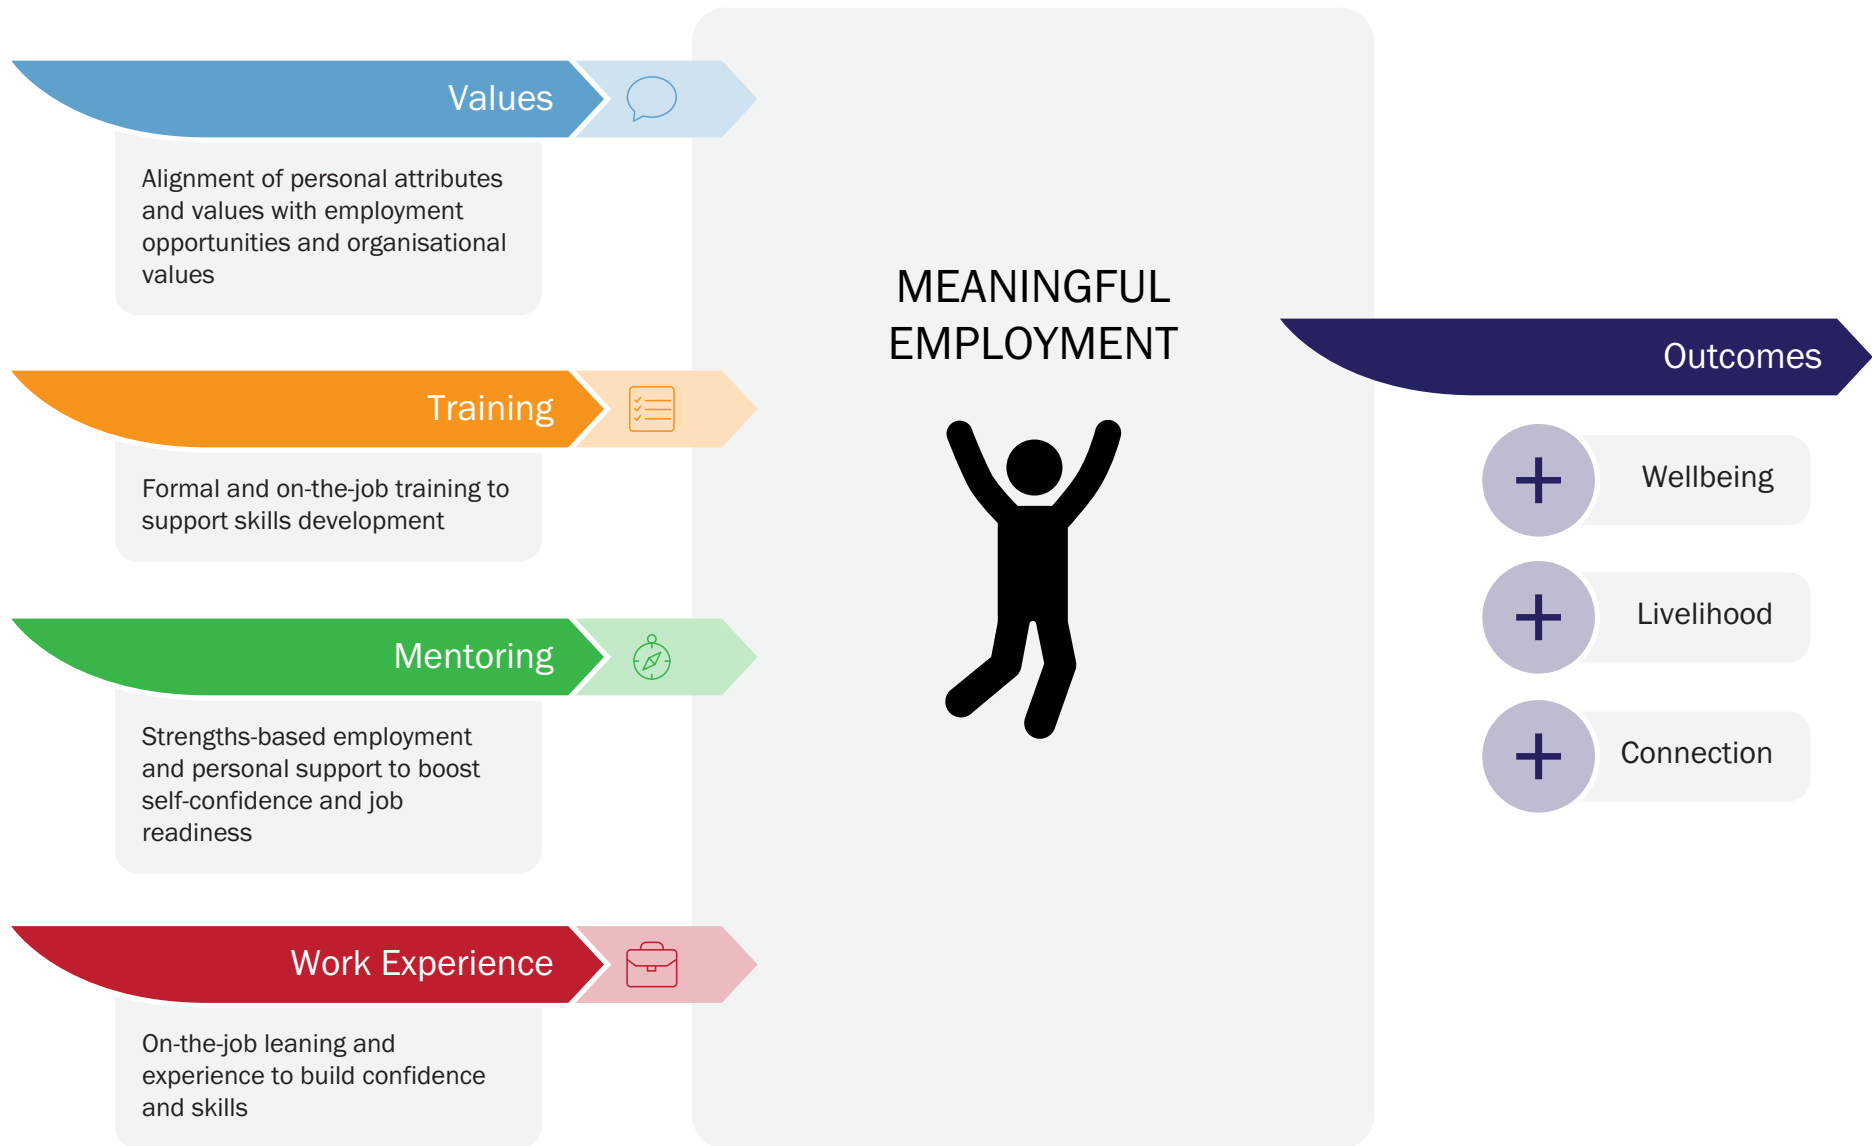 Values
Alignment of personal attributes
and values with employment
opportunities and organisational
values
Training
Formal and on-the-job training to
support skills development
Mentoring
Strengths-based employment
and personal support to boost
self-confidence and job
readiness
Work Experience
On-the-job leaning and
experience to build confidence
and skills
MEANINGFUL
EMPLOYMENT
Outcomes
Wellbeing
Livelihood
Connection